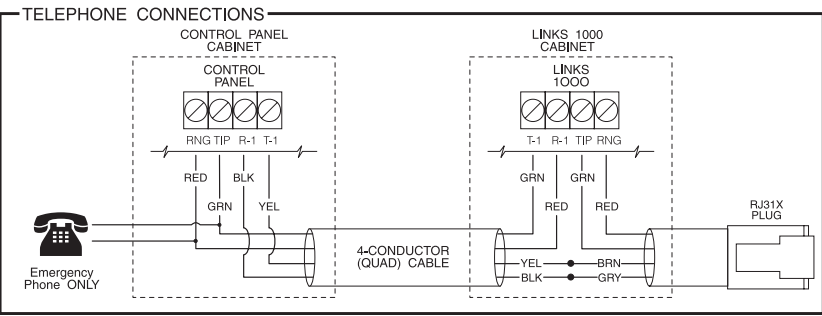 TELEPHONE CONNECTIONS
CONTROL PANEL
CABINET
CONTROL
PANEL
RNG TIP R-1 T-1
RED BLK
GRN YEL
Emergency
Phone ONLY
4-CONDUCTOR
(QUAD) CABLE
LINKS 1000
CABINET
LINKS
1000
T-1 R-1 TIP RNG
GRN GRN
RED RED
YEL BRN
BLK GRY
RJ31X
PLUG